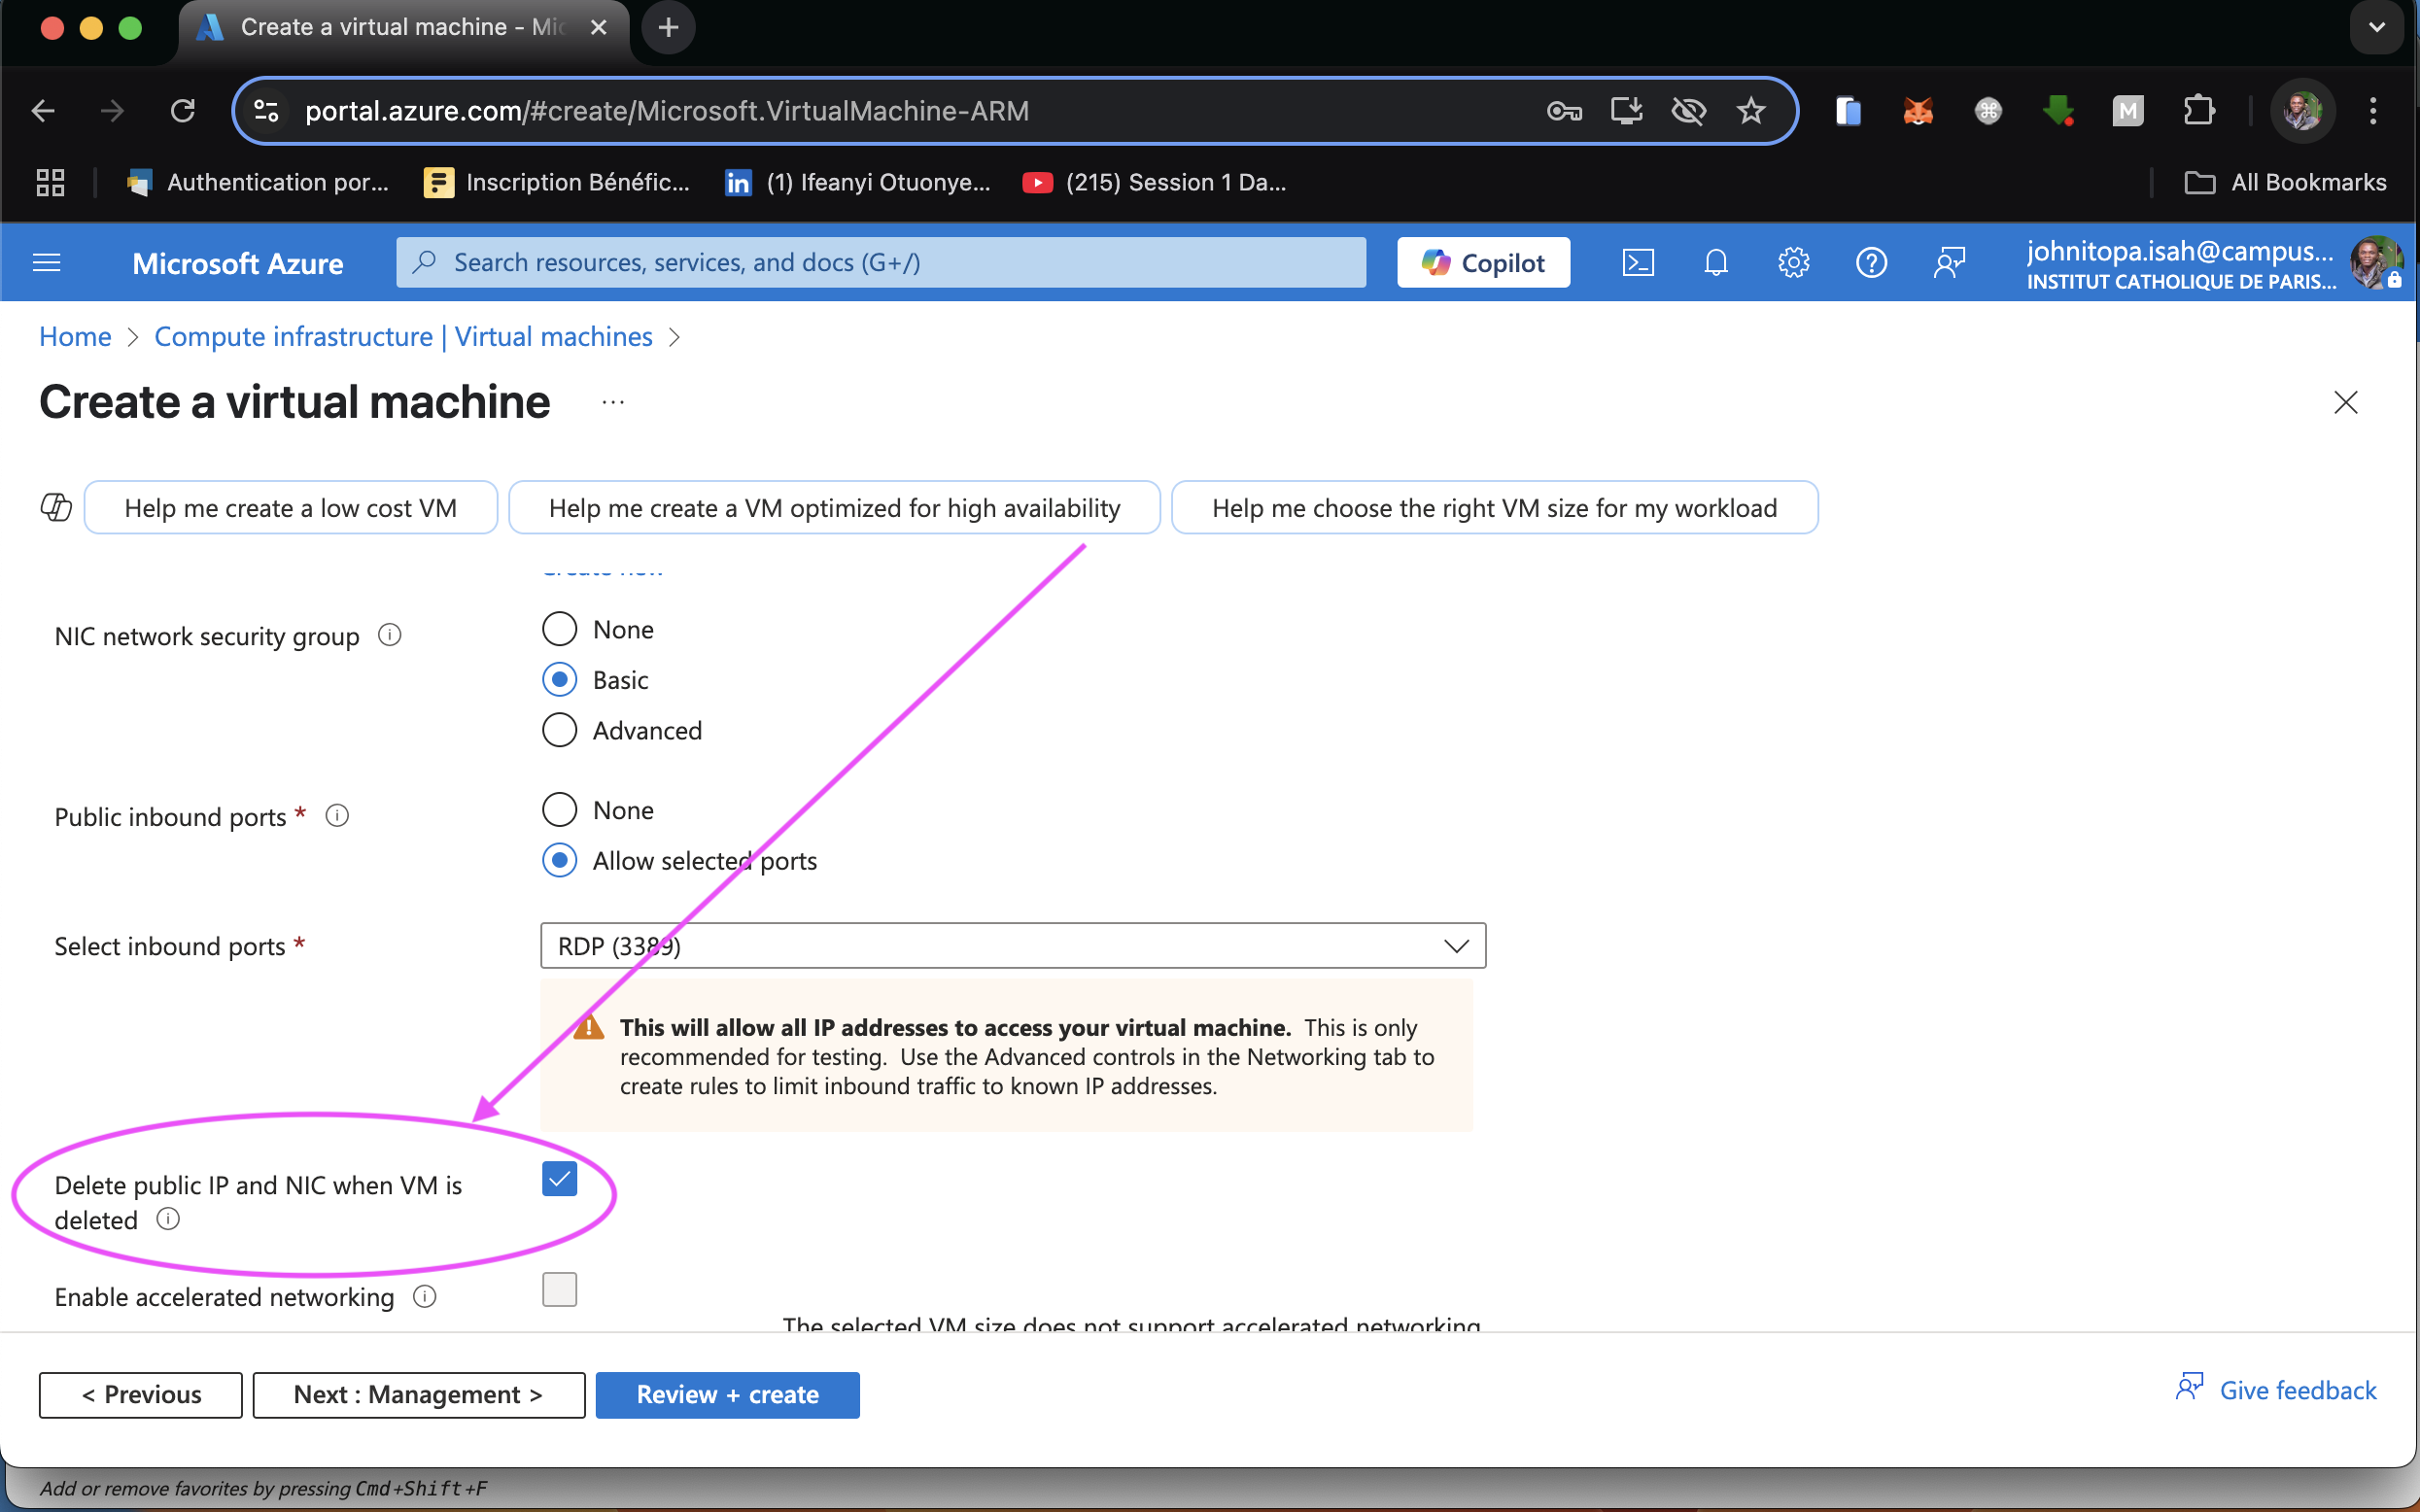 Create a virtual machine - Mic
portal.azure.com/#create/Microsoft.VirtualMachine-ARM
M
Authentication por...
Inscription Bénéfic...
(1) Ifeanyi Otuonye...
(215) Session 1 Da...
All Bookmarks
Microsoft Azure
Search resources, services, and docs (G+/)
Copilot
johnitopa.isah@campus...
INSTITUT CATHOLIQUE DE PARIS...
Home > Compute infrastructure | Virtual machines >
Create a virtual machine ...
Help me create a low cost VM
Help me create a VM optimized for high availability
Help me choose the right VM size for my workload
Create new
NIC network security group
None
Basic
Advanced
Public inbound ports *
None
Allow selected ports
Select inbound ports *
RDP (3389)
This will allow all IP addresses to access your virtual machine. This is only
recommended for testing. Use the Advanced controls in the Networking tab to
create rules to limit inbound traffic to known IP addresses.
Delete public IP and NIC when VM is
deleted
Enable accelerated networking
The selected VM size does not support accelerated networking
< Previous
Next : Management >
Review + create
Give feedback
Add or remove favorites by pressing Cmd+Shift+F